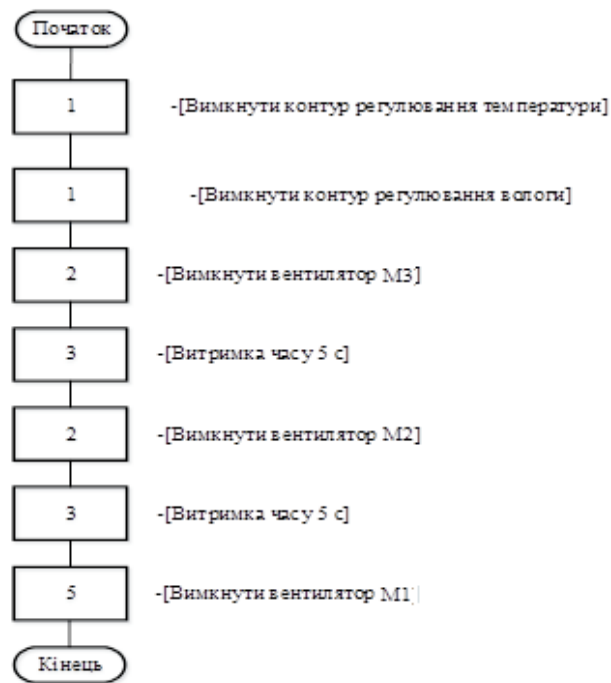 Початок
1 -[Вимкнути контур регулювання температури]
1 -[Вимкнути контур регулювання вологи]
2 -[Вимкнути вентилятор М3]
3 -[Витримка часу 5 с]
2 -[Вимкнути вентилятор М2]
3 -[Витримка часу 5 с]
5 -[Вимкнути вентилятор М1]
Кінець